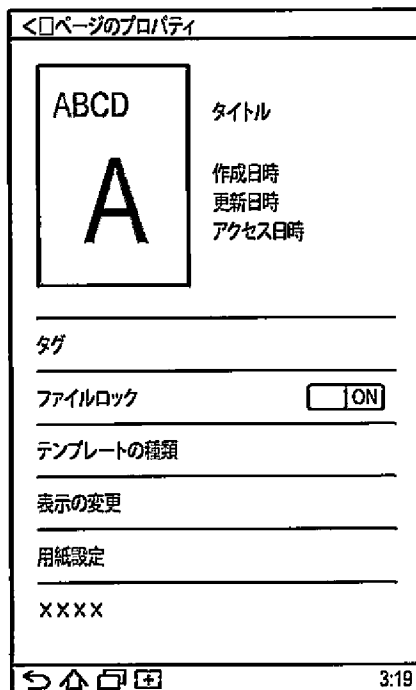 <□ページのプロパティ
ABCD
A
タイトル
作成日時
更新日時
アクセス日時
タグ
ファイルロック ON
テンプレートの種類
表示の変更
用紙設定
××××
3:19